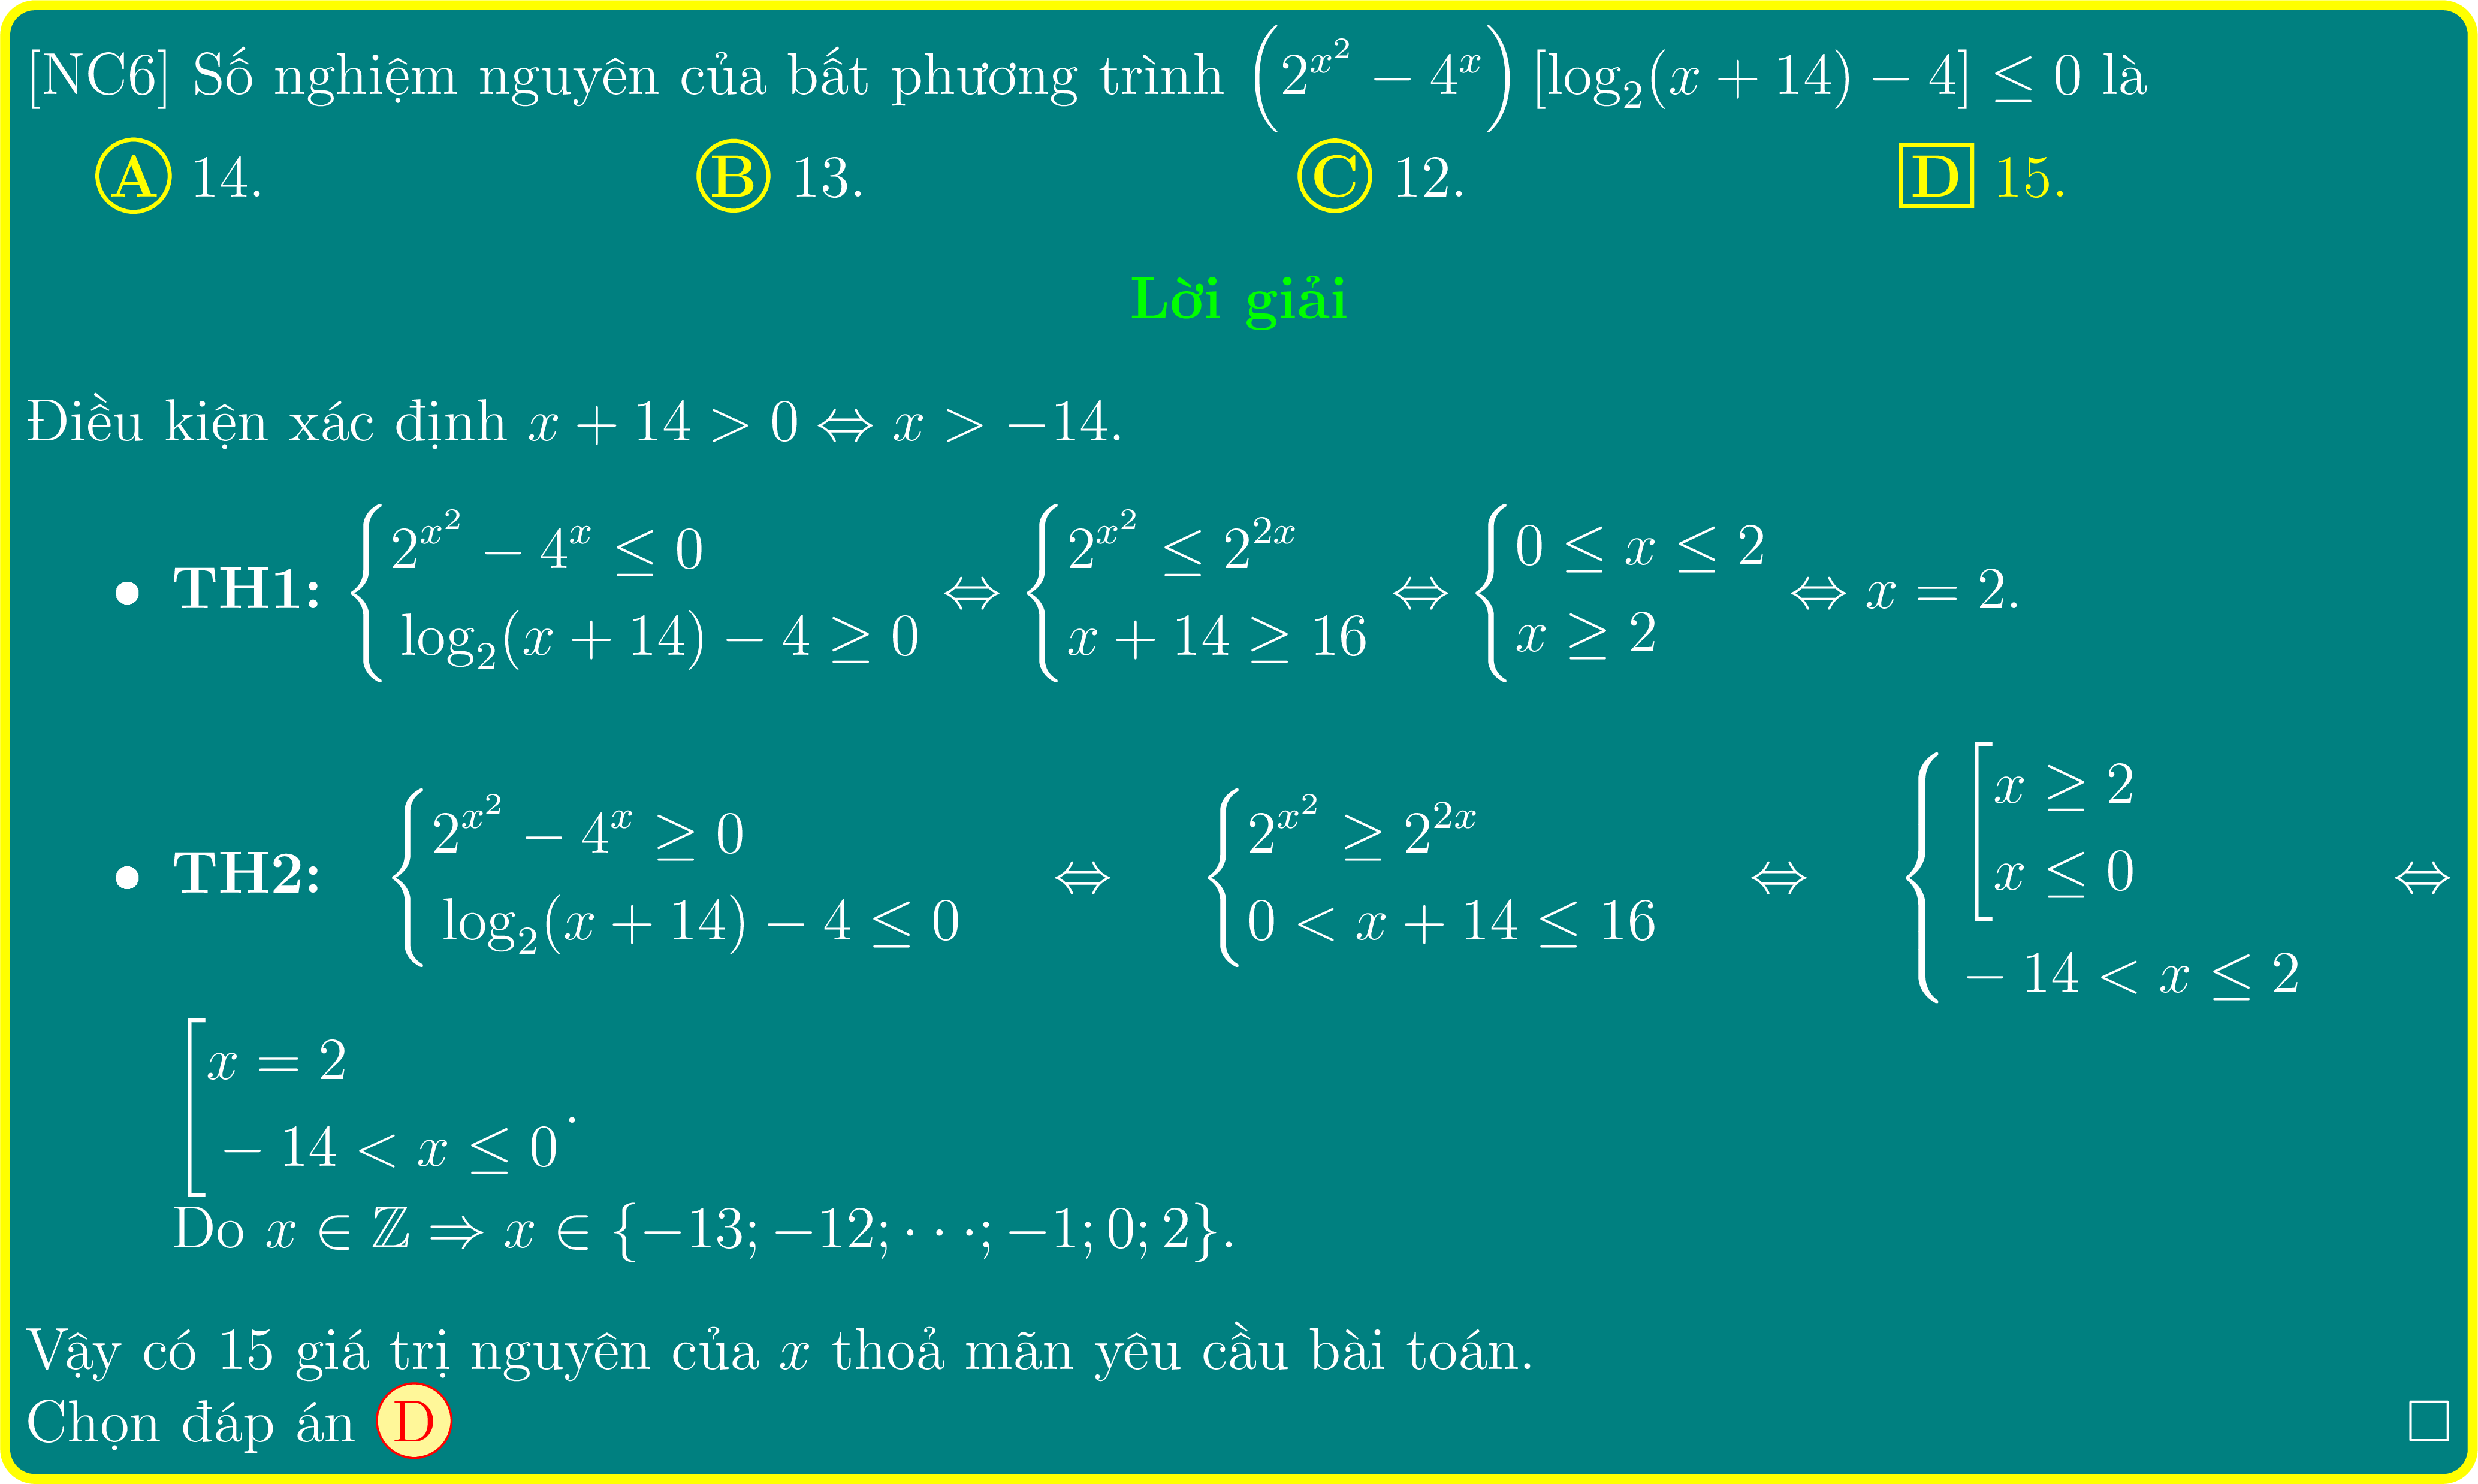 [NC6] Số nghiệm nguyên của bất phương trình $\left(2^{x^2} - 4^x\right)[\log_2(x + 14) - 4] \leq 0$ là
Ⓐ 14. Ⓑ 13. Ⓒ 12. D 15.
Lời giải
Điều kiện xác định $x + 14 > 0 \Leftrightarrow x > -14$.
• TH1: $\begin{cases} 2^{x^2} - 4^x \leq 0 \\ \log_2(x + 14) - 4 \geq 0 \end{cases} \Leftrightarrow \begin{cases} 2^{x^2} \leq 2^{2x} \\ x + 14 \geq 16 \end{cases} \Leftrightarrow \begin{cases} 0 \leq x \leq 2 \\ x \geq 2 \end{cases} \Leftrightarrow x = 2.$
• TH2: $\begin{cases} 2^{x^2} - 4^x \geq 0 \\ \log_2(x + 14) - 4 \leq 0 \end{cases} \Leftrightarrow \begin{cases} 2^{x^2} \geq 2^{2x} \\ 0 < x + 14 \leq 16 \end{cases} \Leftrightarrow \begin{cases} \left[\begin{array}{l} x \geq 2 \\ x \leq 0 \end{array}\right. \\ -14 < x \leq 2 \end{cases} \Leftrightarrow$
$\left[\begin{array}{l} x = 2 \\ -14 < x \leq 0 \end{array}\right..$
Do $x \in \mathbb{Z} \Rightarrow x \in \{-13; -12; \cdots; -1; 0; 2\}$.
Vậy có 15 giá trị nguyên của $x$ thoả mãn yêu cầu bài toán.
Chọn đáp án Ⓓ □